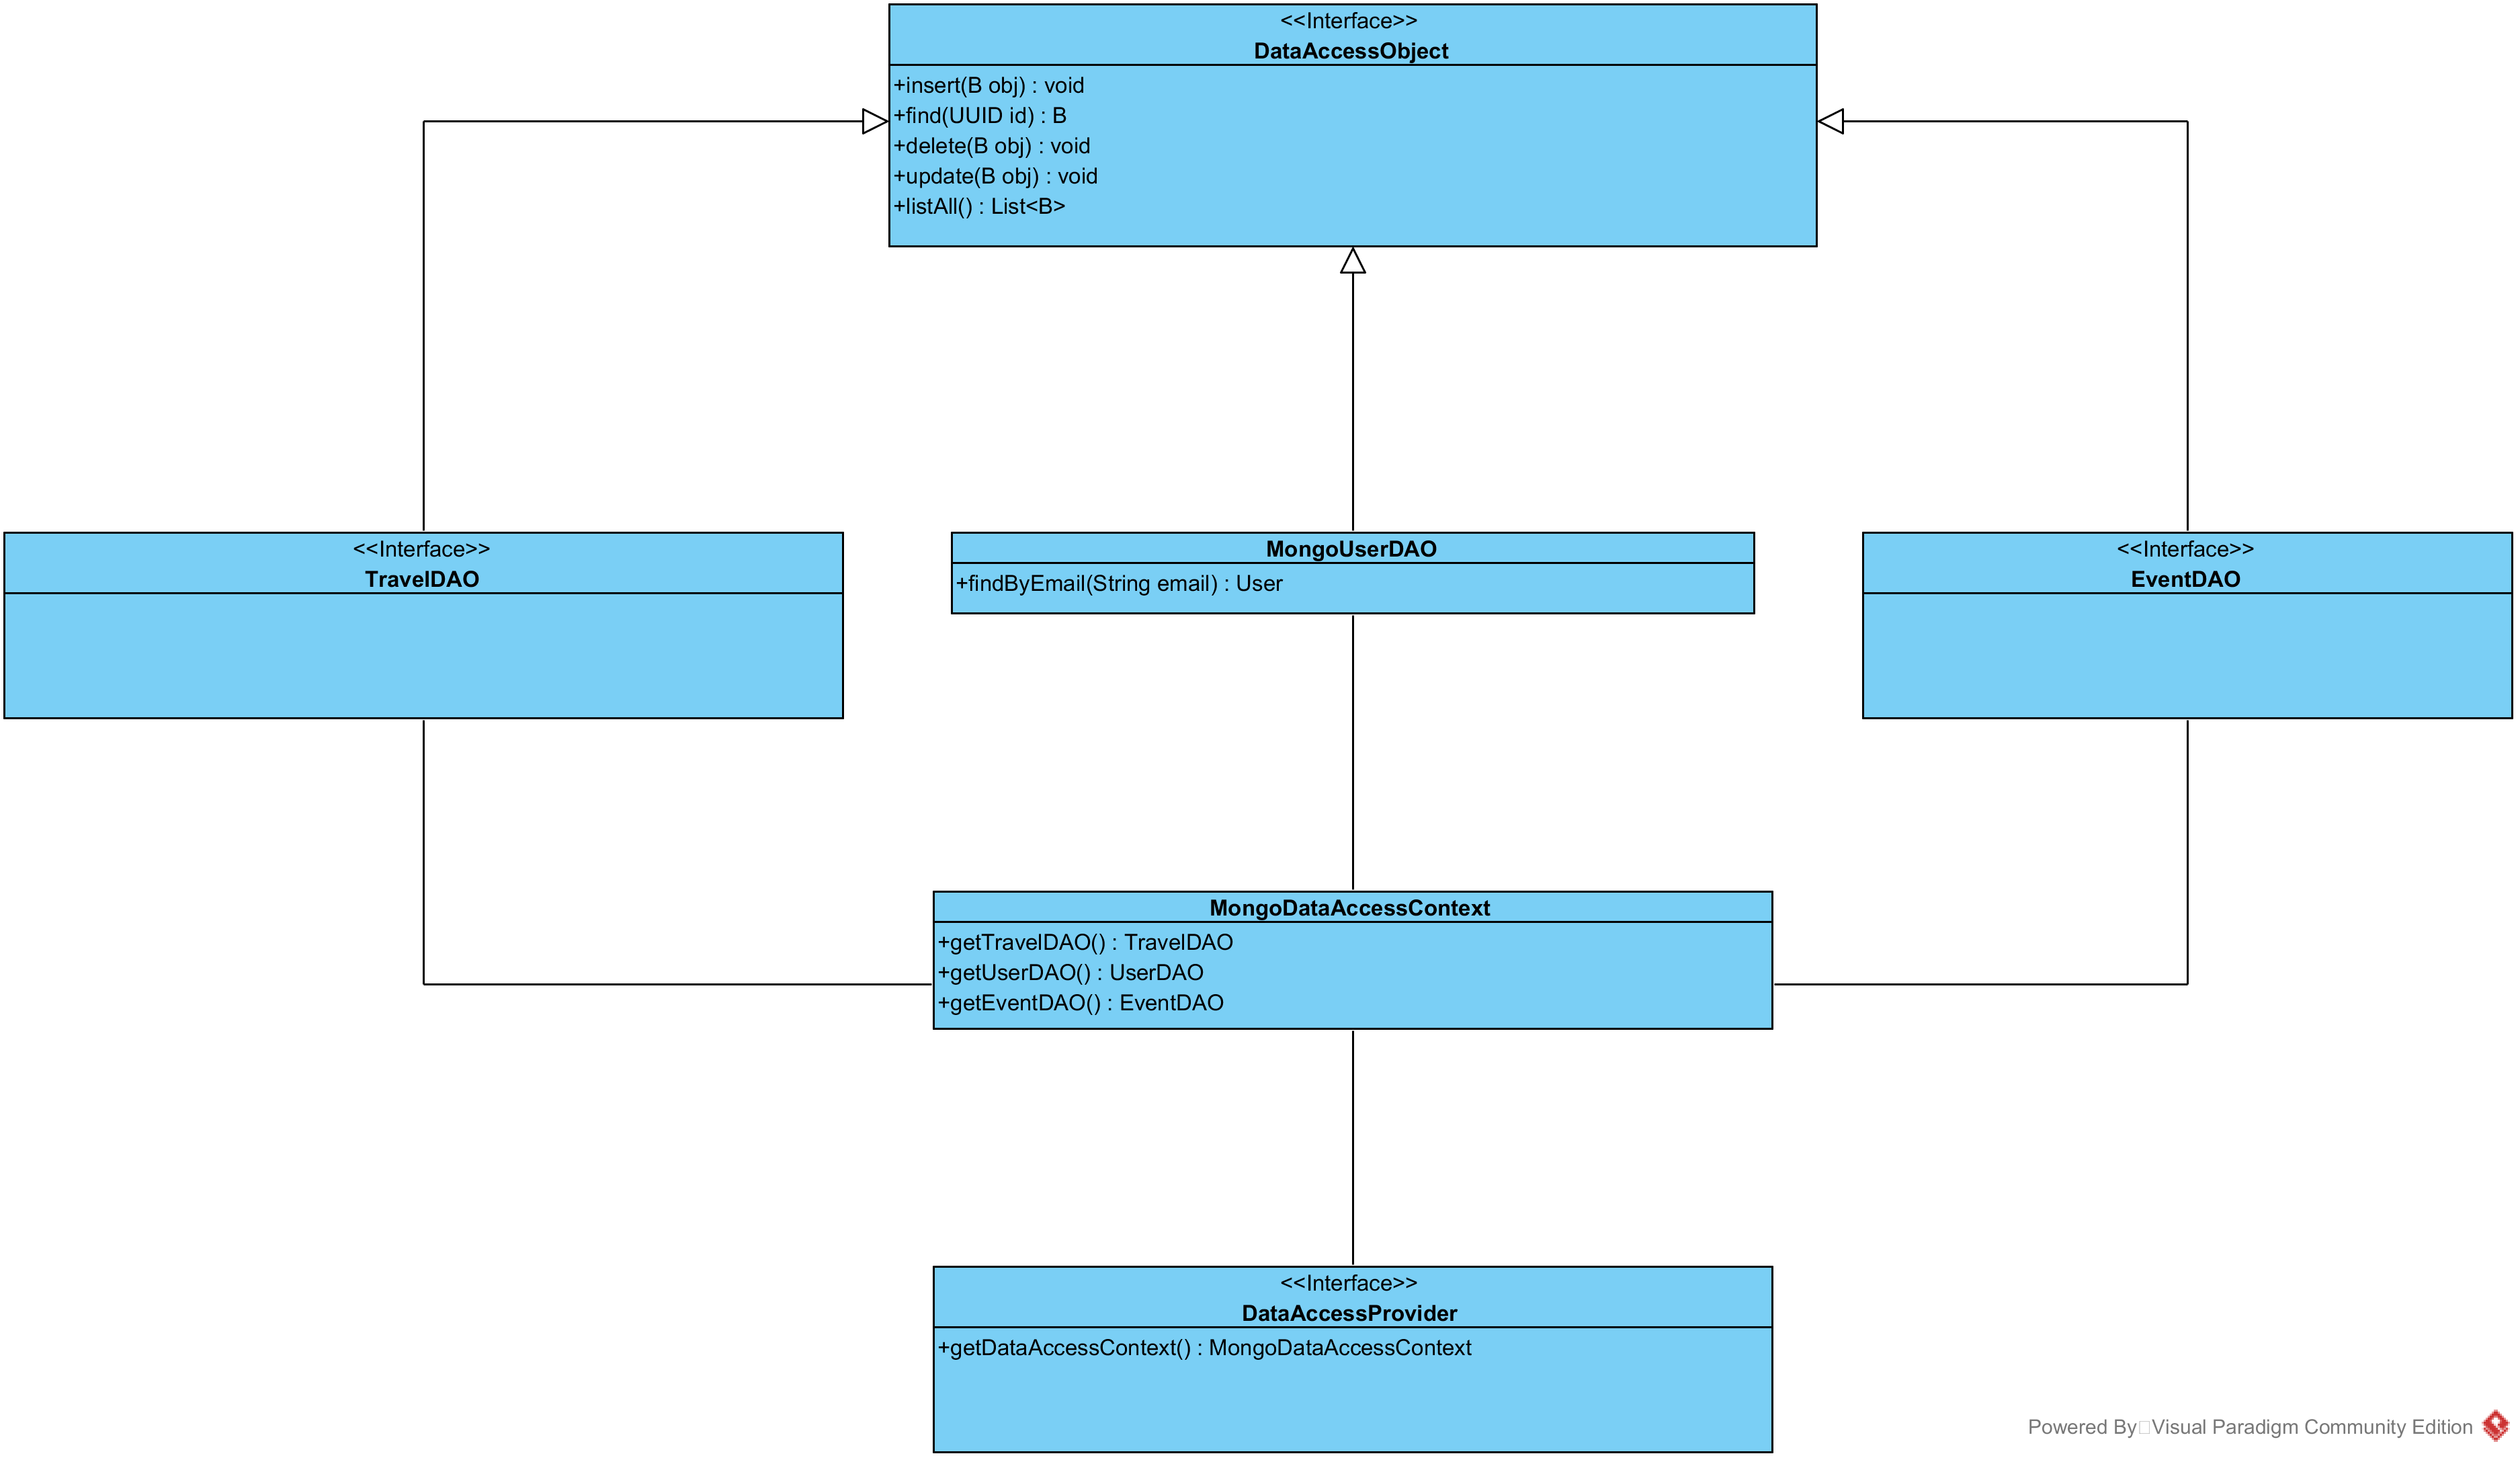 <<Interface>>
DataAccessObject
+insert(B obj) : void
+find(UUID id) : B
+delete(B obj) : void
+update(B obj) : void
+listAll() : List<B>
<<Interface>>
TravelDAO
MongoUserDAO
+findByEmail(String email) : User
<<Interface>>
EventDAO
MongoDataAccessContext
+getTravelDAO() : TravelDAO
+getUserDAO() : UserDAO
+getEventDAO() : EventDAO
<<Interface>>
DataAccessProvider
+getDataAccessContext() : MongoDataAccessContext
Powered By Visual Paradigm Community Edition